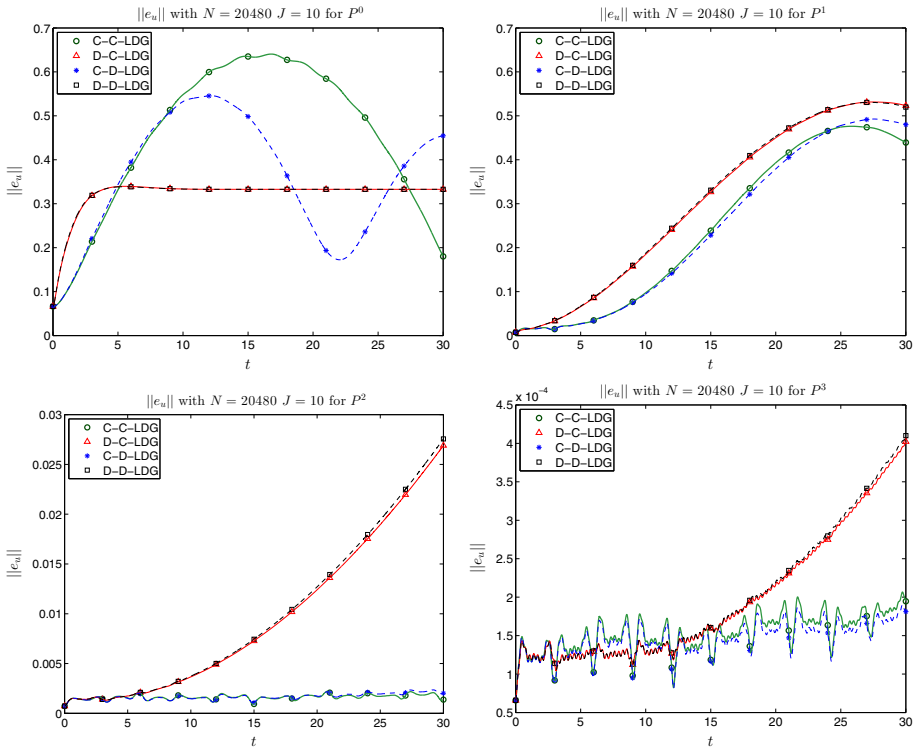 ||e_u|| with N = 20480 J = 10 for P^0
0.7
0.6
0.5
0.4
0.3
0.2
0.1
0
||e_u||
C−C−LDG
D−C−LDG
C−D−LDG
D−D−LDG
0 5 10 15 20 25 30
t
||e_u|| with N = 20480 J = 10 for P^1
0.7
0.6
0.5
0.4
0.3
0.2
0.1
0
||e_u||
C−C−LDG
D−C−LDG
C−D−LDG
D−D−LDG
0 5 10 15 20 25 30
t
||e_u|| with N = 20480 J = 10 for P^2
0.03
0.025
0.02
0.015
0.01
0.005
0
||e_u||
C−C−LDG
D−C−LDG
C−D−LDG
D−D−LDG
0 5 10 15 20 25 30
t
||e_u|| with N = 20480 J = 10 for P^3
x 10^−4
4.5
4
3.5
3
2.5
2
1.5
1
0.5
||e_u||
C−C−LDG
D−C−LDG
C−D−LDG
D−D−LDG
0 5 10 15 20 25 30
t